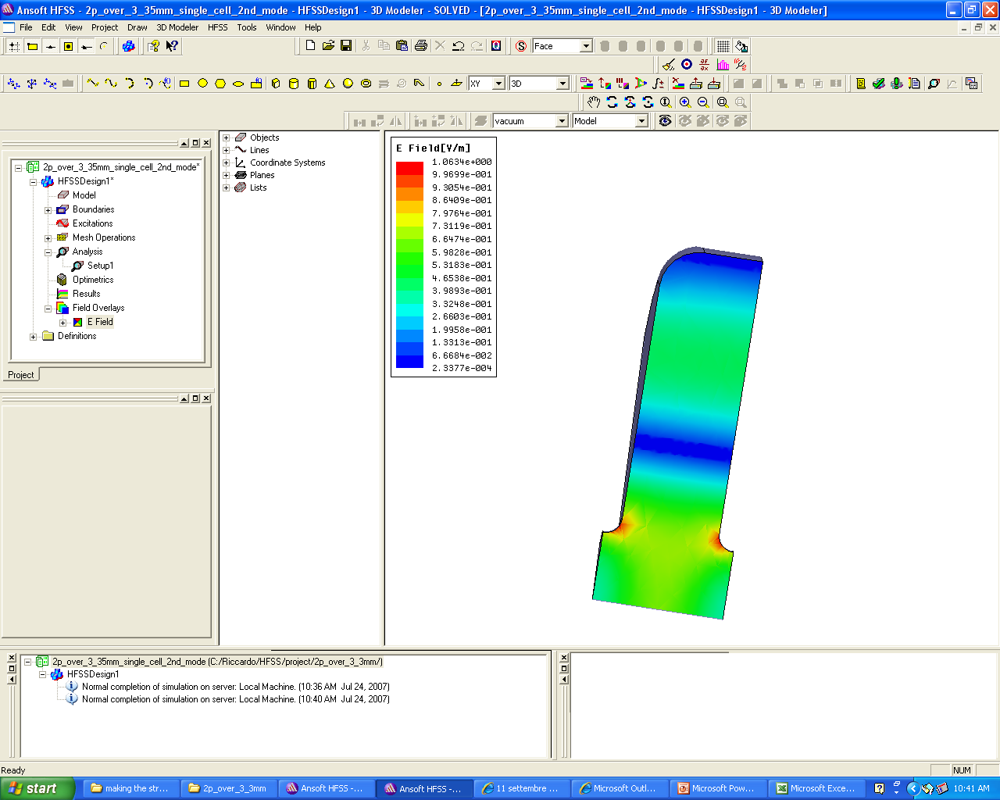 Ansoft HFSS - 2p_over_3_35mm_single_cell_2nd_mode - HFSSDesign1 - 3D Modeler - SOLVED - [2p_over_3_35mm_single_cell_2nd_mode - HFSSDesign1 - 3D Modeler]
File Edit View Project Draw 3D Modeler HFSS Tools Window Help
Face
XY 3D
vacuum Model
2p_over_3_35mm_single_cell_2nd_mode*
HFSSDesign1*
Model
Boundaries
Excitations
Mesh Operations
Analysis
Setup1
Optimetrics
Results
Field Overlays
E Field
Definitions
Project
Objects
Lines
Coordinate Systems
Planes
Lists
E Field[V/m]
1.0634e+000
9.9699e-001
9.3054e-001
8.6409e-001
7.9764e-001
7.3119e-001
6.6474e-001
5.9828e-001
5.3183e-001
4.6538e-001
3.9893e-001
3.3248e-001
2.6603e-001
1.9958e-001
1.3313e-001
6.6684e-002
2.3377e-004
2p_over_3_35mm_single_cell_2nd_mode (C:/Riccardo/HFSS/project/2p_over_3_3mm/)
HFSSDesign1
Normal completion of simulation on server: Local Machine. (10:36 AM Jul 24, 2007)
Normal completion of simulation on server: Local Machine. (10:40 AM Jul 24, 2007)
Ready
NUM
start
making the str...
2p_over_3_3mm
Ansoft HFSS -...
Ansoft HFSS -...
11 settembre ...
Microsoft Outl...
Microsoft Pow...
Microsoft Exce...
10:41 AM